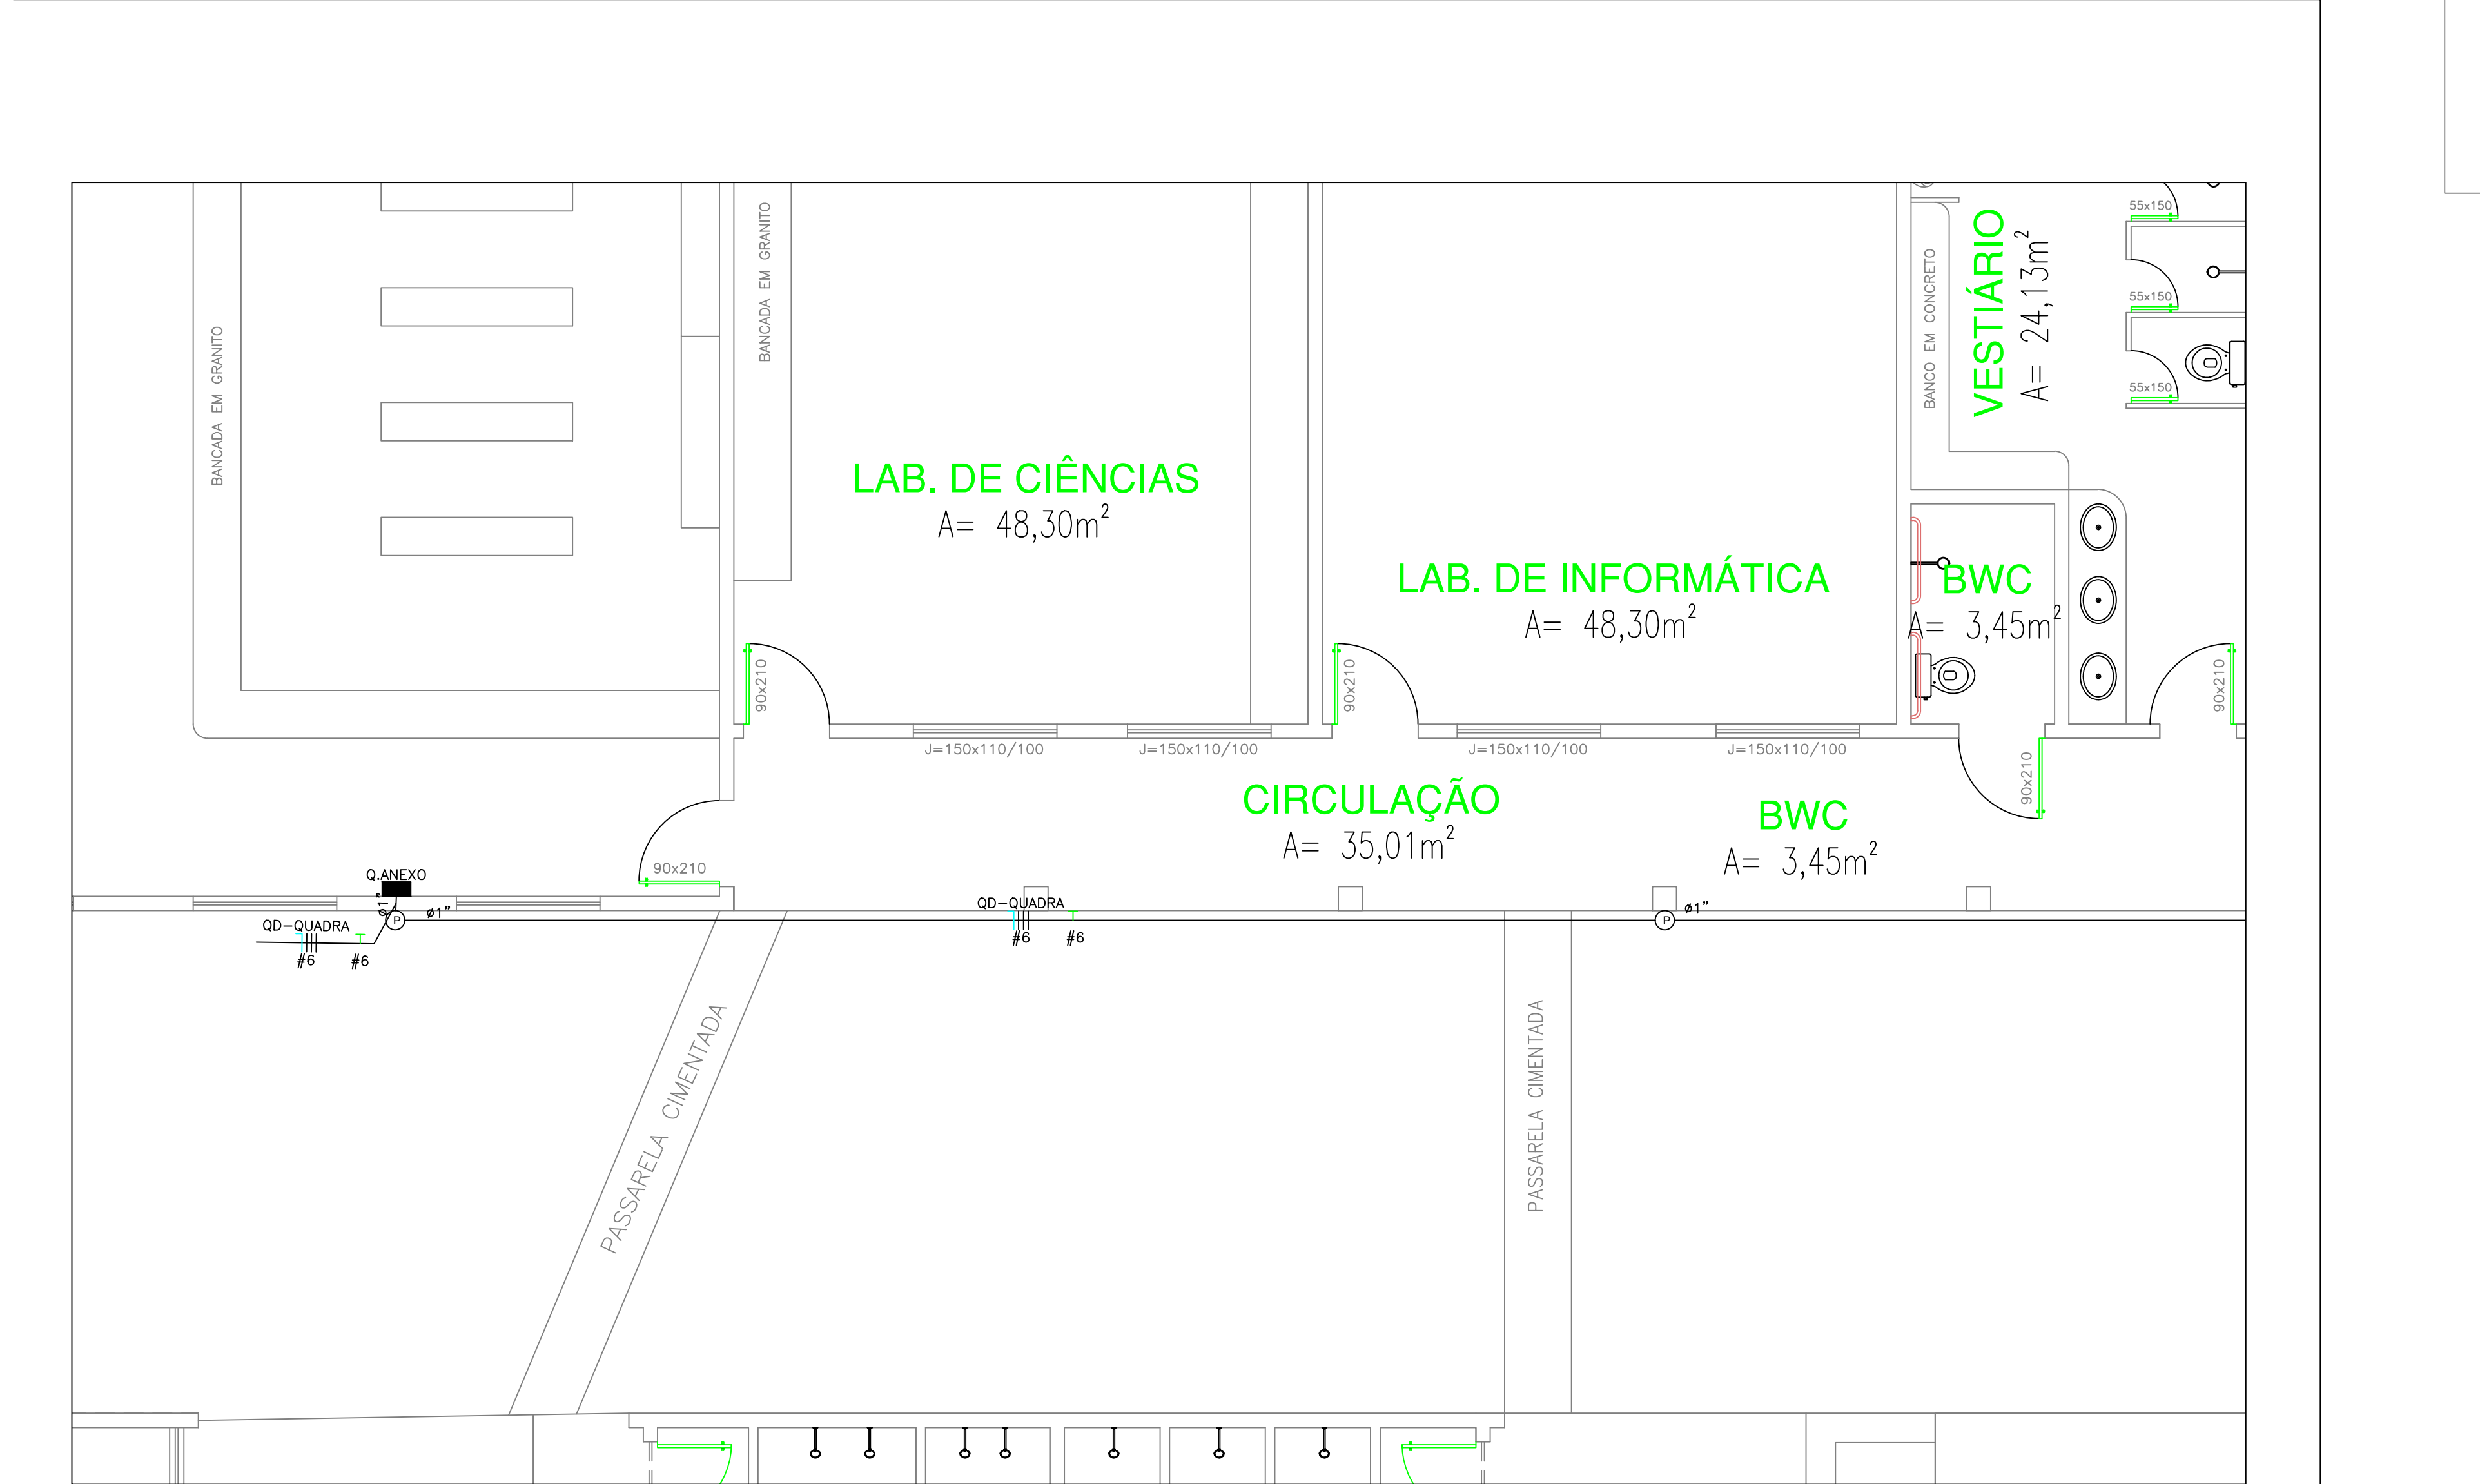 BANCADA EM GRANITO
BANCADA EM GRANITO
LAB. DE CIÊNCIAS
A= 48,30m²
LAB. DE INFORMÁTICA
A= 48,30m²
BANCO EM CONCRETO
VESTIÁRIO
A= 24,13m²
55x150
55x150
55x150
BWC
A= 3,45m²
90x210
90x210
90x210
J=150x110/100
J=150x110/100
J=150x110/100
J=150x110/100
90x210
CIRCULAÇÃO
A= 35,01m²
BWC
A= 3,45m²
90x210
Q.ANEXO
ø1"
P
ø1"
QD-QUADRA
#6
#6
QD-QUADRA
#6
#6
P
ø1"
PASSARELA CIMENTADA
PASSARELA CIMENTADA